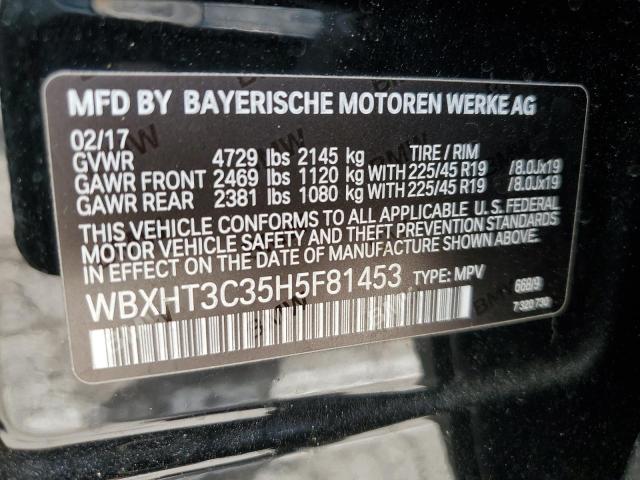 MFD BY BAYERISCHE MOTOREN WERKE AG
02/17
GVWR 4729 lbs 2145 kg TIRE / RIM
GAWR FRONT 2469 lbs 1120 kg WITH 225/45 R19 /8.0Jx19
GAWR REAR 2381 lbs 1080 kg WITH 225/45 R19 /8.0Jx19
THIS VEHICLE CONFORMS TO ALL APPLICABLE U.S. FEDERAL
MOTOR VEHICLE SAFETY AND THEFT PREVENTION STANDARDS
IN EFFECT ON THE DATE OF MANUFACTURE SHOWN ABOVE.
WBXHT3C35H5F81453 TYPE: MPV 668/9
7 320 730